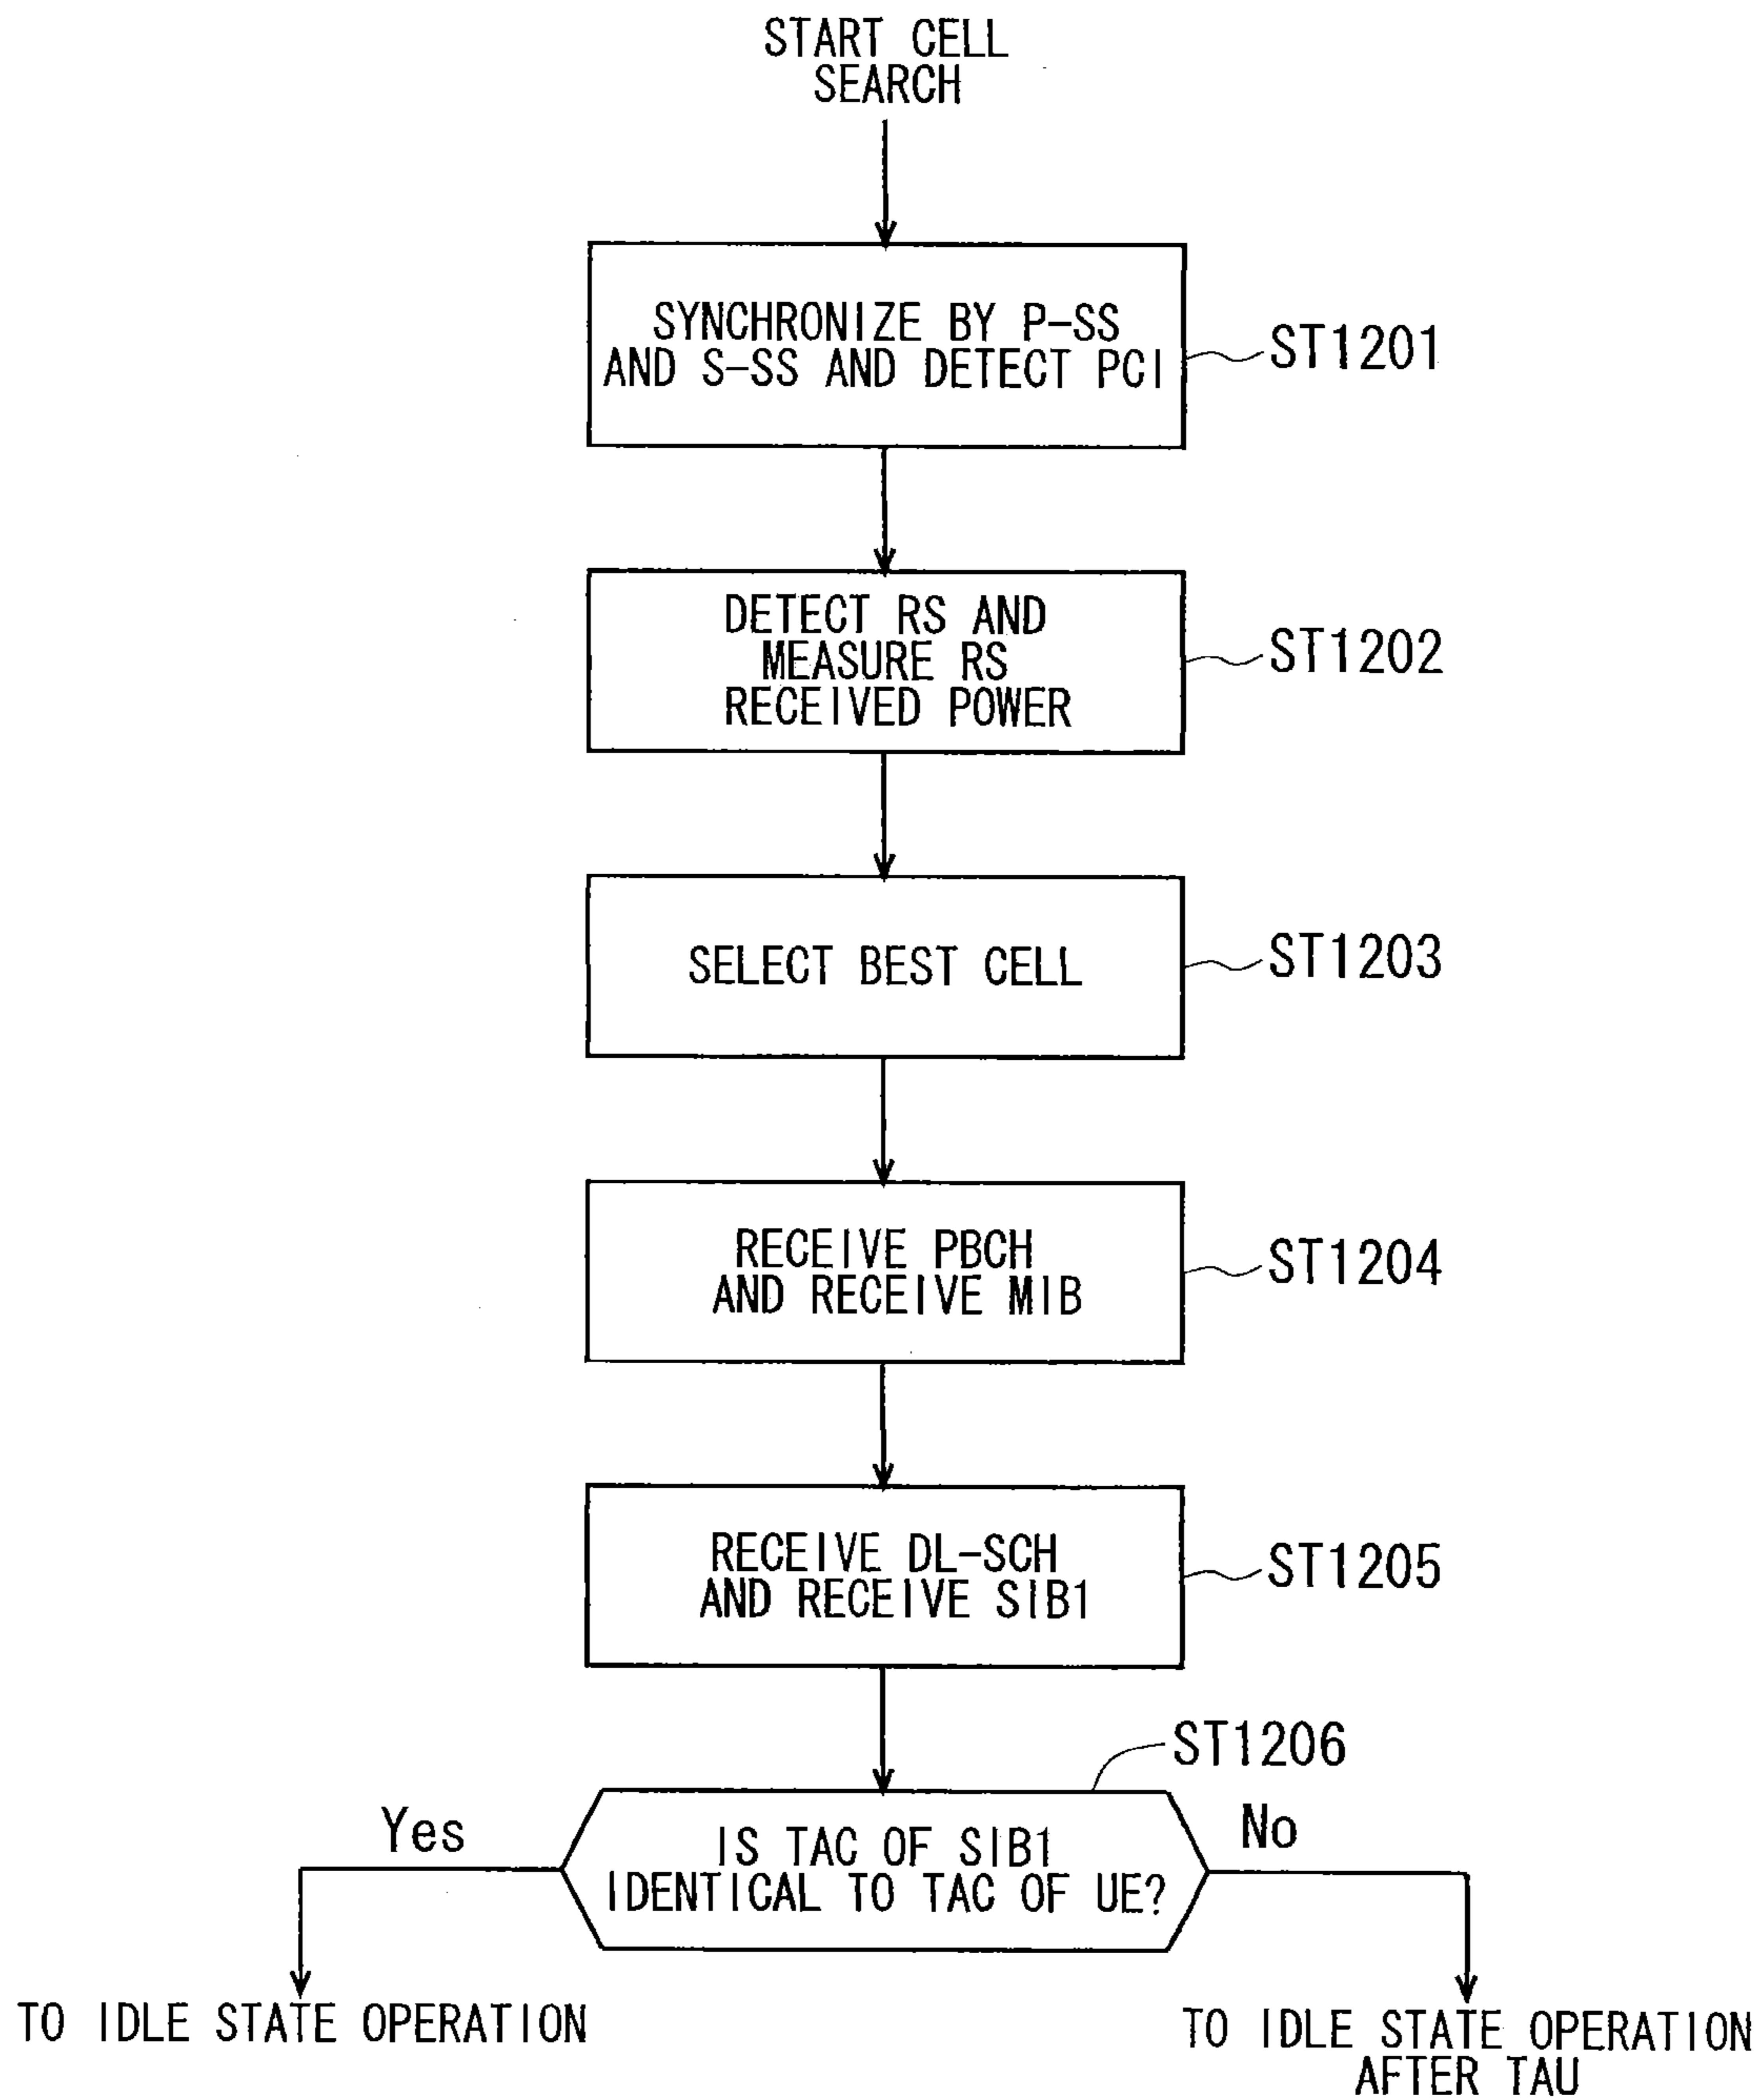 START CELL
SEARCH
SYNCHRONIZE BY P-SS
AND S-SS AND DETECT PCI
ST1201
DETECT RS AND
MEASURE RS
RECEIVED POWER
ST1202
SELECT BEST CELL
ST1203
RECEIVE PBCH
AND RECEIVE MIB
ST1204
RECEIVE DL-SCH
AND RECEIVE SIB1
ST1205
ST1206
Yes
IS TAC OF SIB1
IDENTICAL TO TAC OF UE?
No
TO IDLE STATE OPERATION
TO IDLE STATE OPERATION
AFTER TAU